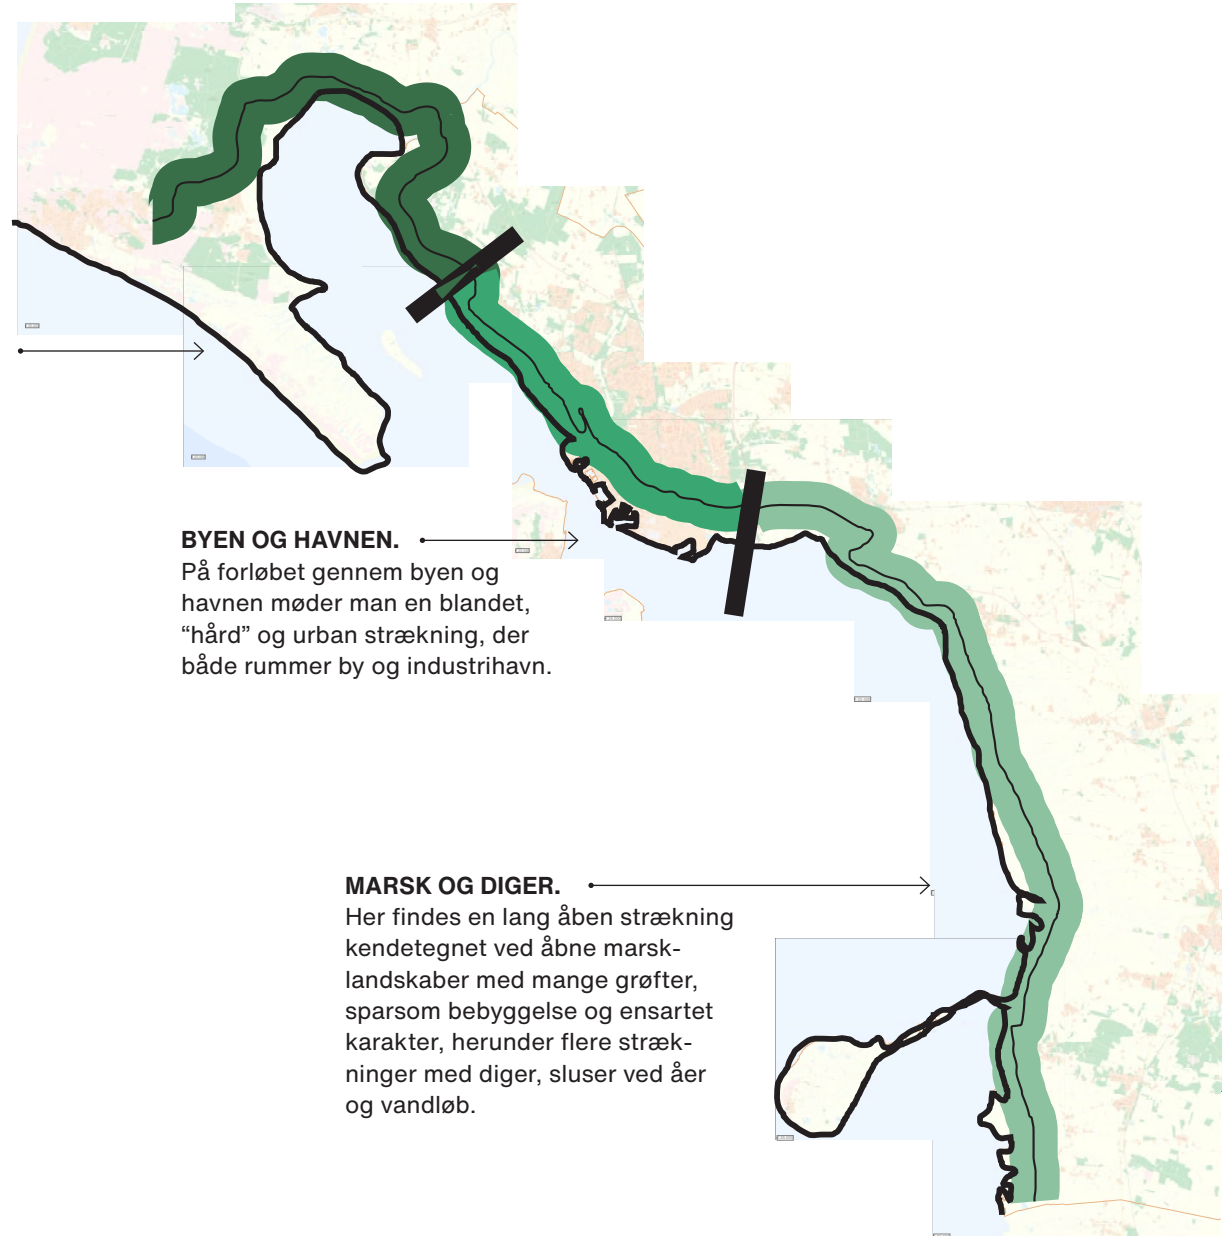 BYEN OG HAVNEN.
På forløbet gennem byen og
havnen møder man en blandet,
“hård” og urban strækning, der
både rummer by og industrihavn.
MARSK OG DIGER.
Her findes en lang åben strækning
kendetegnet ved åbne marsk-
landskaber med mange grøfter,
sparsom bebyggelse og ensartet
karakter, herunder flere stræk-
ninger med diger, sluser ved åer
og vandløb.